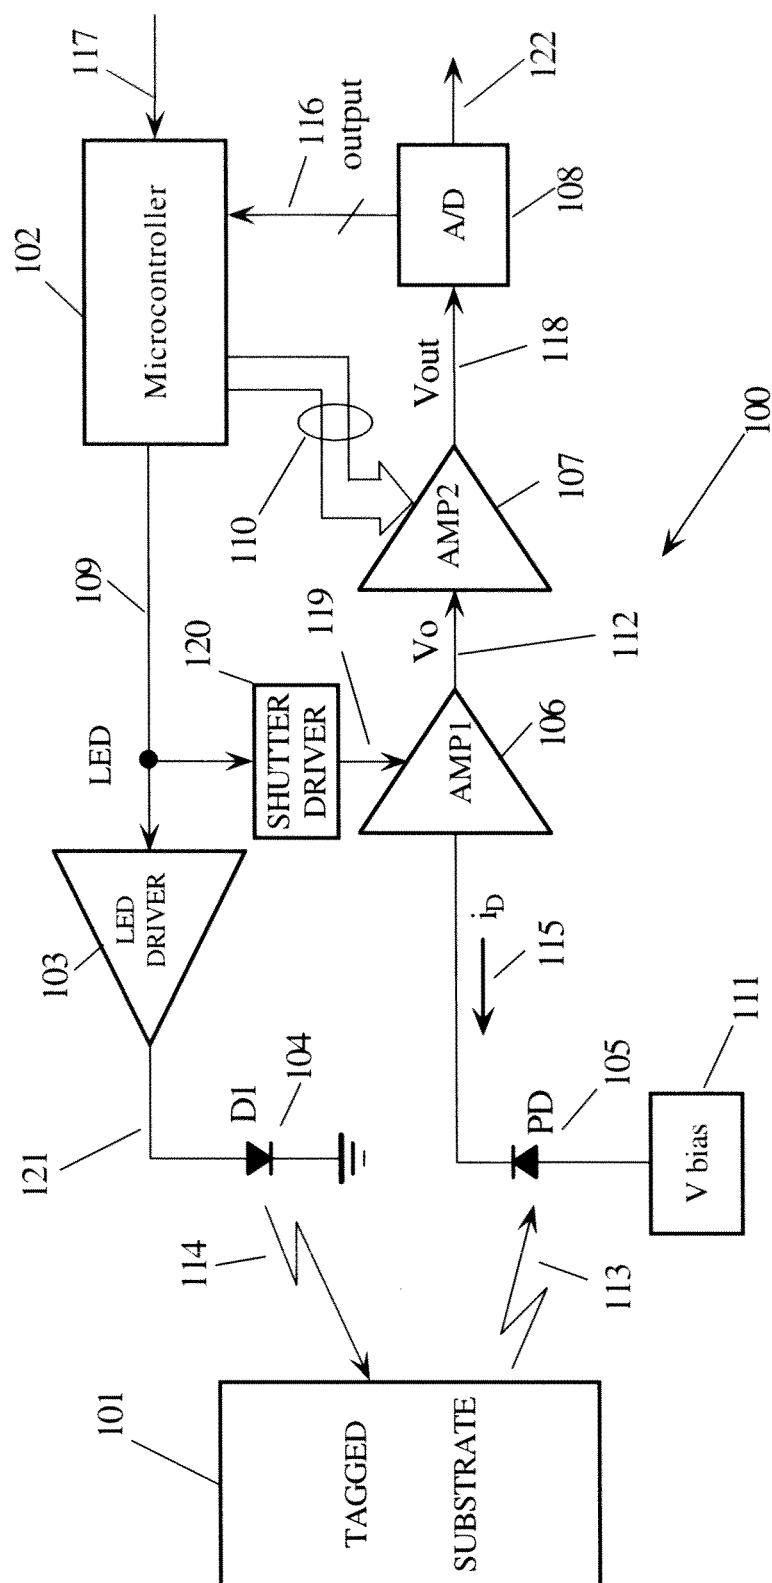 117
102
Microcontroller
116
output
122
A/D
108
110
109
LED
120
SHUTTER
DRIVER
119
Vout
118
AMP2
107
Vo
112
AMP1
106
100
LED
DRIVER
103
121
D1
104
iD
115
PD
105
111
V bias
114
113
101
TAGGED
SUBSTRATE